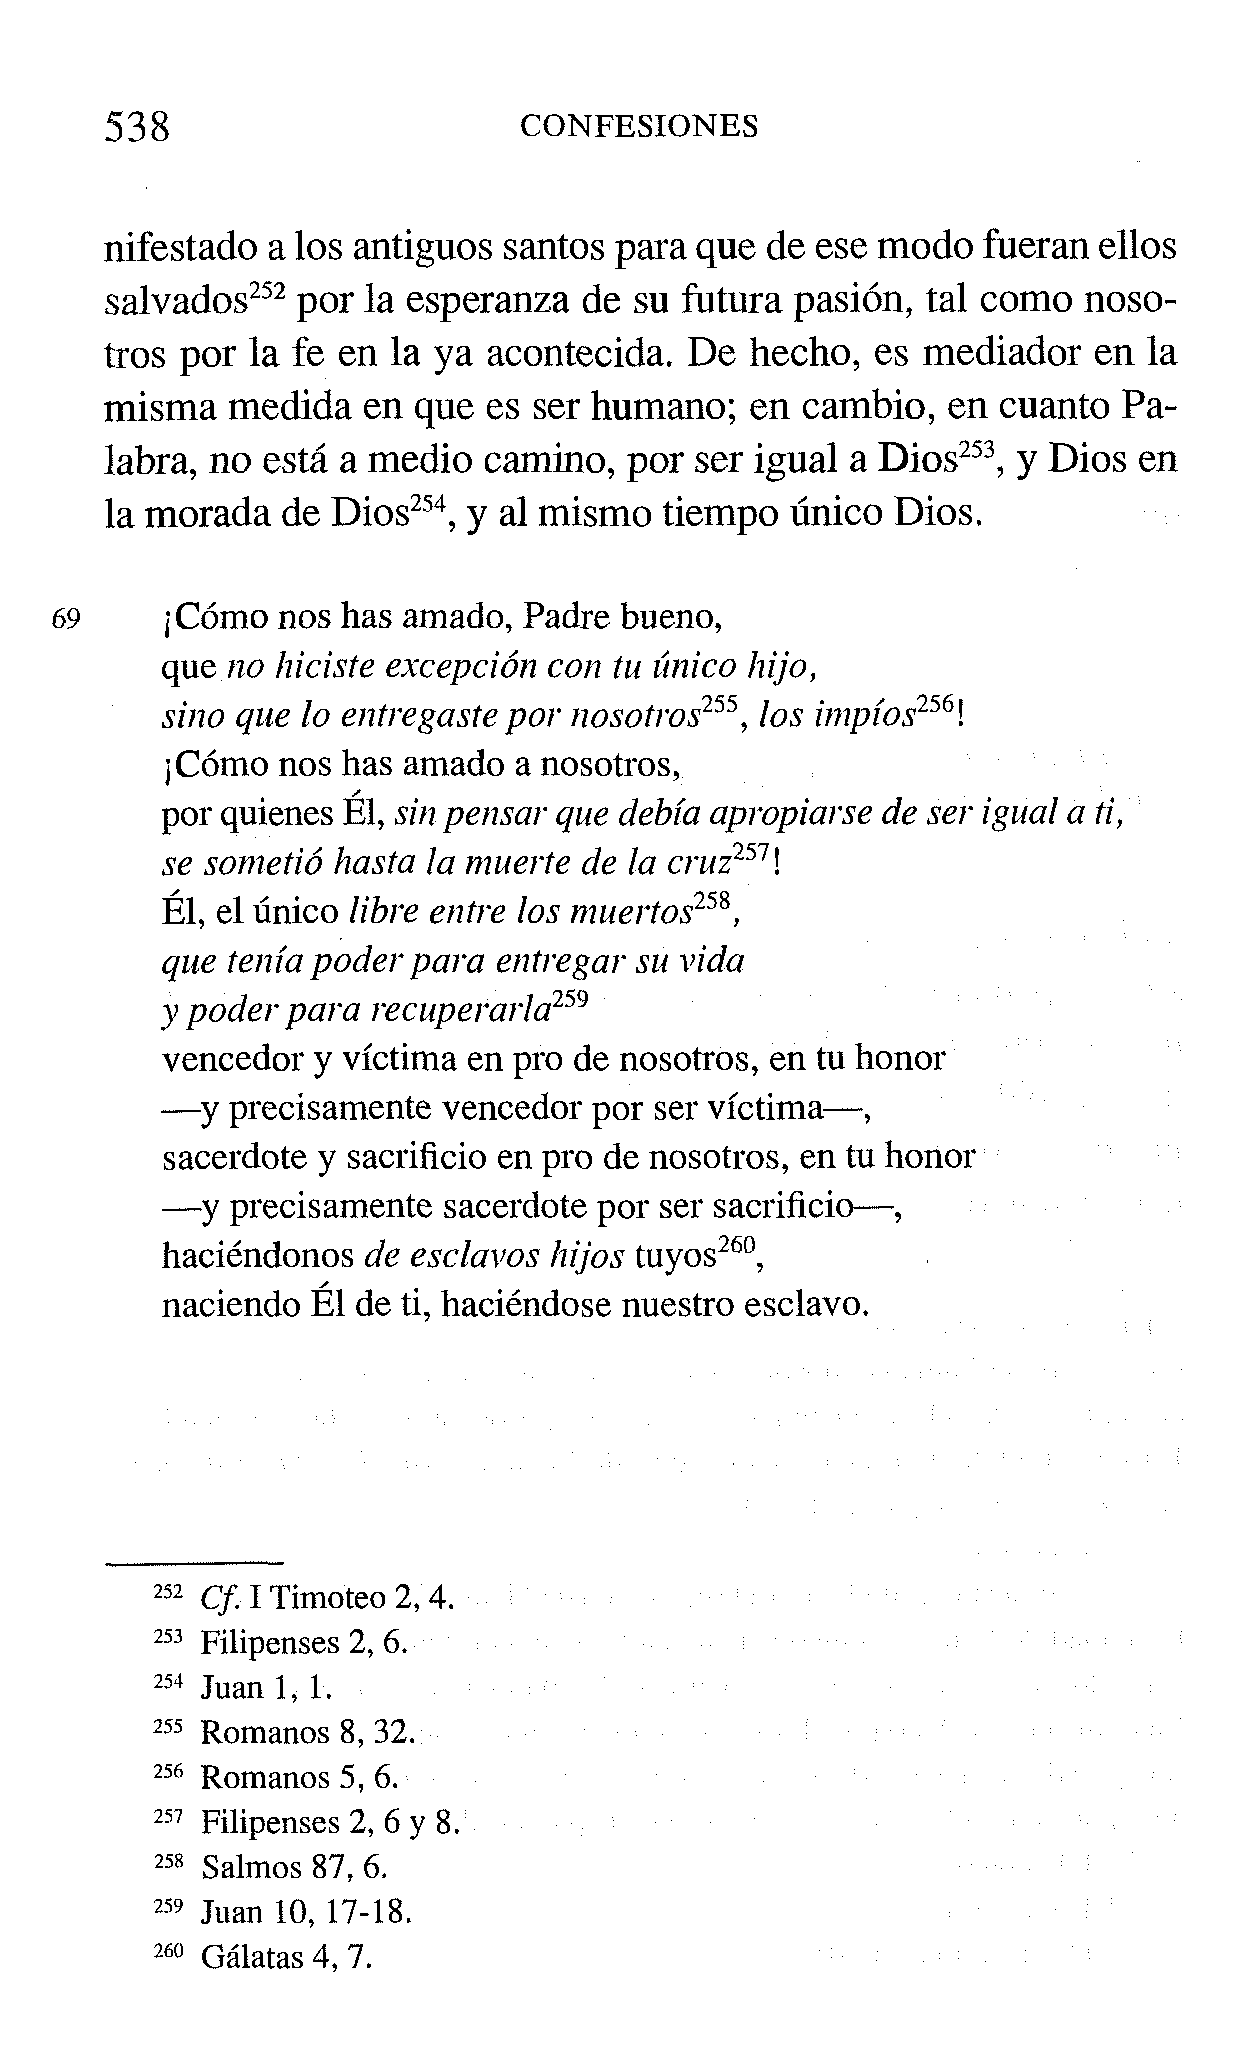 538 CONFESIONES
nifestado a los antiguos santos para que de ese modo fueran ellos
salvados²⁵² por la esperanza de su futura pasión, tal como noso-
tros por la fe en la ya acontecida. De hecho, es mediador en la
misma medida en que es ser humano; en cambio, en cuanto Pa-
labra, no está a medio camino, por ser igual a Dios²⁵³, y Dios en
la morada de Dios²⁵⁴, y al mismo tiempo único Dios.
69 ¡Cómo nos has amado, Padre bueno,
que no hiciste excepción con tu único hijo,
sino que lo entregaste por nosotros²⁵⁵, los impíos²⁵⁶!
¡Cómo nos has amado a nosotros,
por quienes Él, sin pensar que debía apropiarse de ser igual a ti,
se sometió hasta la muerte de la cruz²⁵⁷!
Él, el único libre entre los muertos²⁵⁸,
que tenía poder para entregar su vida
y poder para recuperarla²⁵⁹
vencedor y víctima en pro de nosotros, en tu honor
—y precisamente vencedor por ser víctima—,
sacerdote y sacrificio en pro de nosotros, en tu honor
—y precisamente sacerdote por ser sacrificio—,
haciéndonos de esclavos hijos tuyos²⁶⁰,
naciendo Él de ti, haciéndose nuestro esclavo.
²⁵² Cf. I Timoteo 2, 4.
²⁵³ Filipenses 2, 6.
²⁵⁴ Juan 1, 1.
²⁵⁵ Romanos 8, 32.
²⁵⁶ Romanos 5, 6.
²⁵⁷ Filipenses 2, 6 y 8.
²⁵⁸ Salmos 87, 6.
²⁵⁹ Juan 10, 17-18.
²⁶⁰ Gálatas 4, 7.